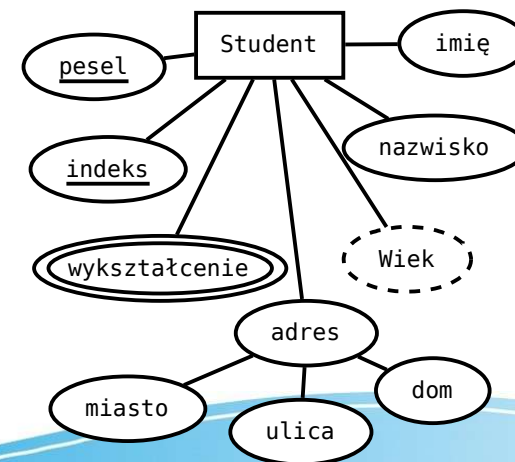 Student
imię
pesel
nazwisko
indeks
wykształcenie
Wiek
adres
miasto
ulica
dom